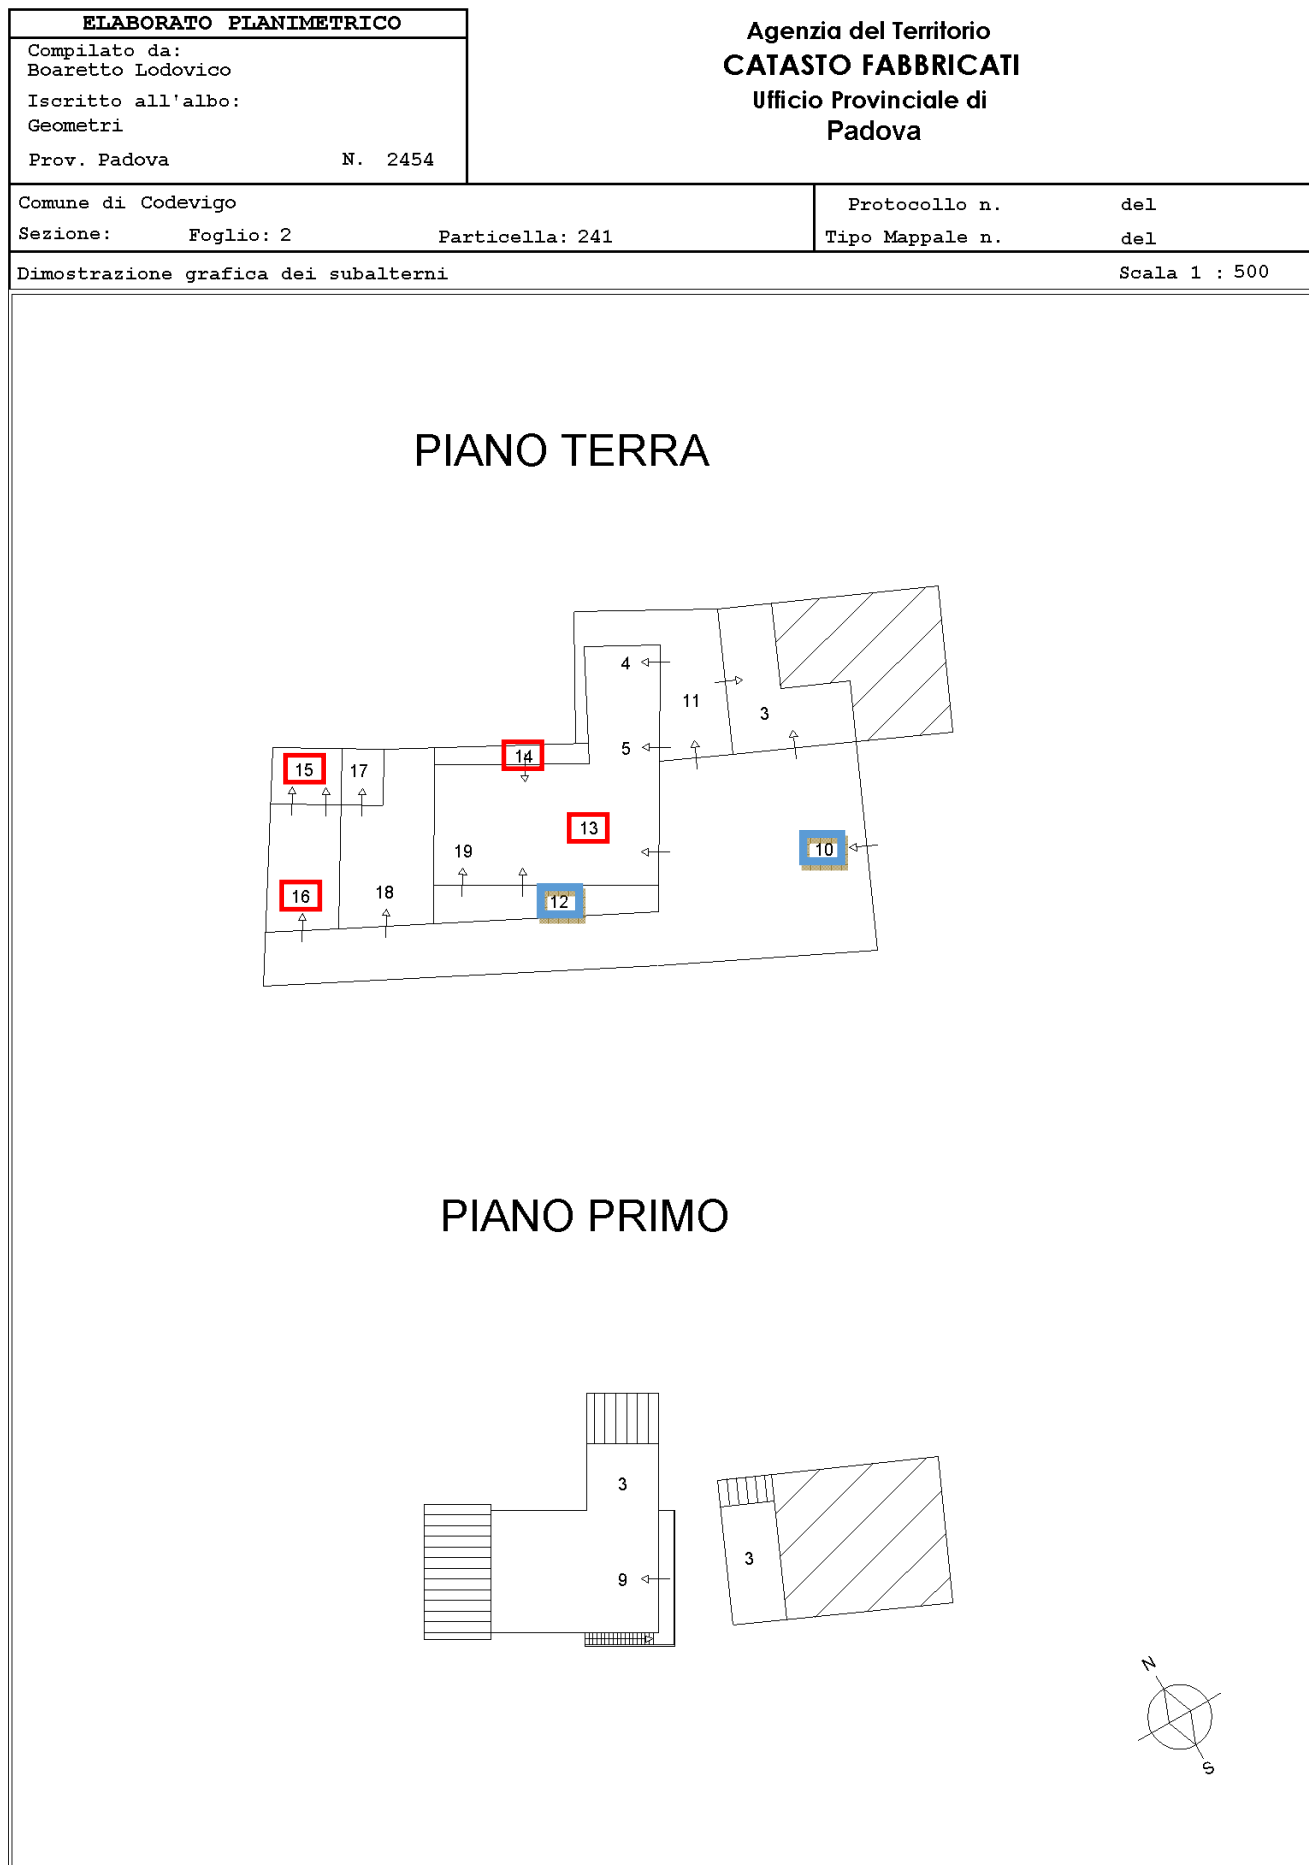 ELABORATO PLANIMETRICO
Compilato da:
Boaretto Lodovico
Iscritto all'albo:
Geometri
Prov. Padova N. 2454
Agenzia del Territorio
CATASTO FABBRICATI
Ufficio Provinciale di
Padova
Comune di Codevigo
Sezione: Foglio: 2 Particella: 241
Protocollo n. del
Tipo Mappale n. del
Dimostrazione grafica dei subalterni Scala 1 : 500
PIANO TERRA
4
11
3
5
14
15
17
13
10
19
18
16
12
PIANO PRIMO
3
3
9
N
S